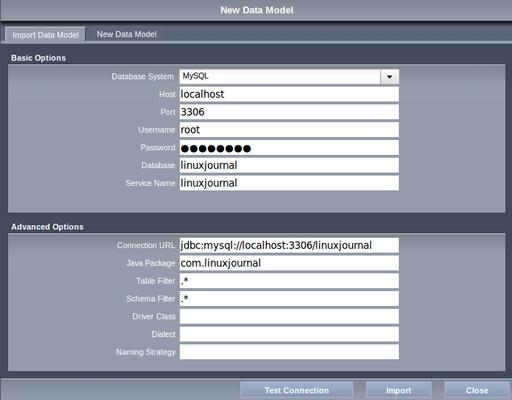 New Data Model
Import Data Model New Data Model
Basic Options
Database System MySQL
Host localhost
Port 3306
Username root
Password ●●●●●●●●
Database linuxjournal
Service Name linuxjournal
Advanced Options
Connection URL jdbc:mysql://localhost:3306/linuxjournal
Java Package com.linuxjournal
Table Filter .*
Schema Filter .*
Driver Class
Dialect
Naming Strategy
Test Connection Import Close